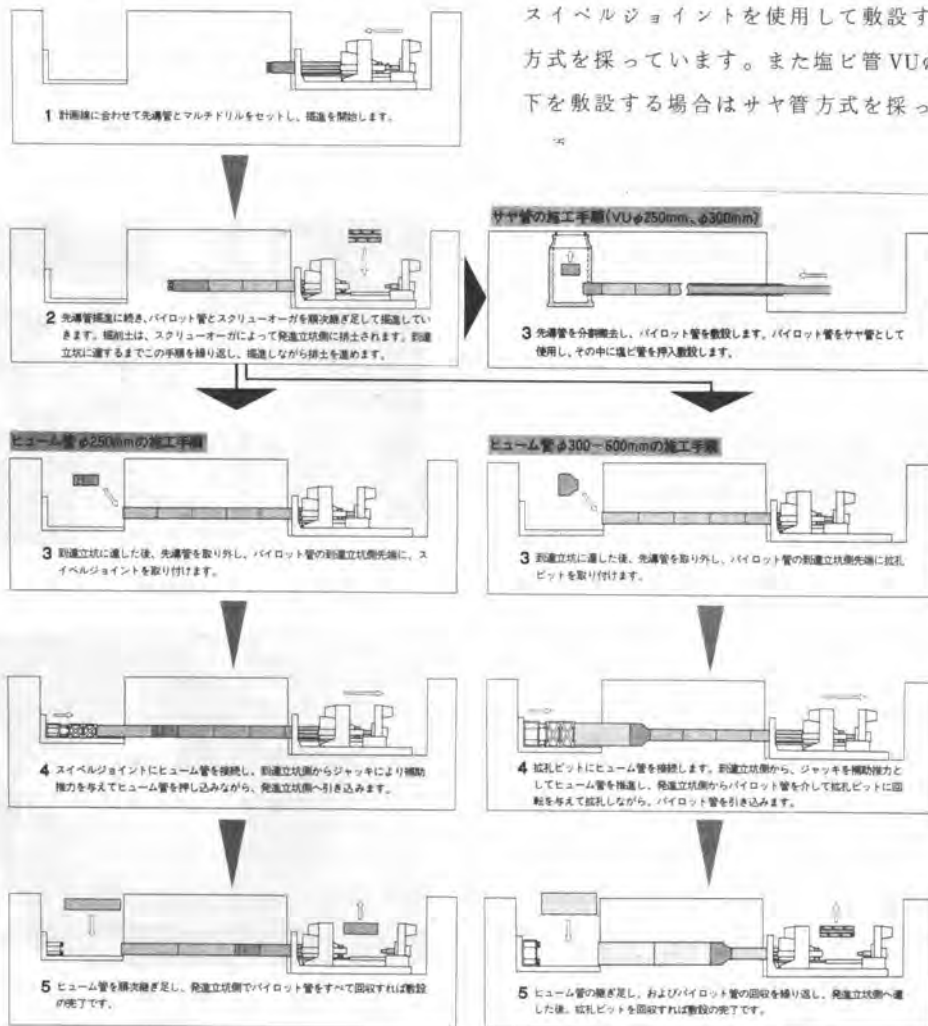 スイベルジョイントを使用して敷設す
方式を採っています。また塩ビ管VU
下を敷設する場合はサヤ管方式を採っ
1 計画線に合わせて先導管とマルチドリルをセットし、掘進を開始します。
2 先導管掘進に続き、パイロット管とスクリューオーガを順次継ぎ足して掘進してい
きます。掘削土は、スクリューオーガによって発進立坑側に排土されます。到達
立坑に達するまでこの手順を繰り返し、掘進しながら排土を進めます。
サヤ管の施工手順(VUφ250mm、φ300mm)
3 先導管を分割撤去し、パイロット管を敷設します。パイロット管をサヤ管として
使用し、その中に塩ビ管を押入敷設します。
ヒューム管φ250mmの施工手順
3 到達立坑に達した後、先導管を取り外し、パイロット管の到達立坑側先端に、ス
イベルジョイントを取り付けます。
4 スイベルジョイントにヒューム管を接続し、到達立坑側からジャッキにより補助
推力を与えてヒューム管を押し込みながら、発進立坑側へ引き込みます。
5 ヒューム管を順次継ぎ足し、発進立坑側でパイロット管をすべて回収すれば敷設
の完了です。
ヒューム管φ300〜600mmの施工手順
3 到達立坑に達した後、先導管を取り外し、パイロット管の到達立坑側先端に拡孔
ビットを取り付けます。
4 拡孔ビットにヒューム管を接続します。到達立坑側から、ジャッキを補助推力と
してヒューム管を推進し、発進立坑側からパイロット管を介して拡孔ビットに回
転を与えて拡孔しながら、パイロット管を引き込みます。
5 ヒューム管の継ぎ足し、およびパイロット管の回収を繰り返し、発進立坑側へ達
した後、拡孔ビットを回収すれば敷設の完了です。